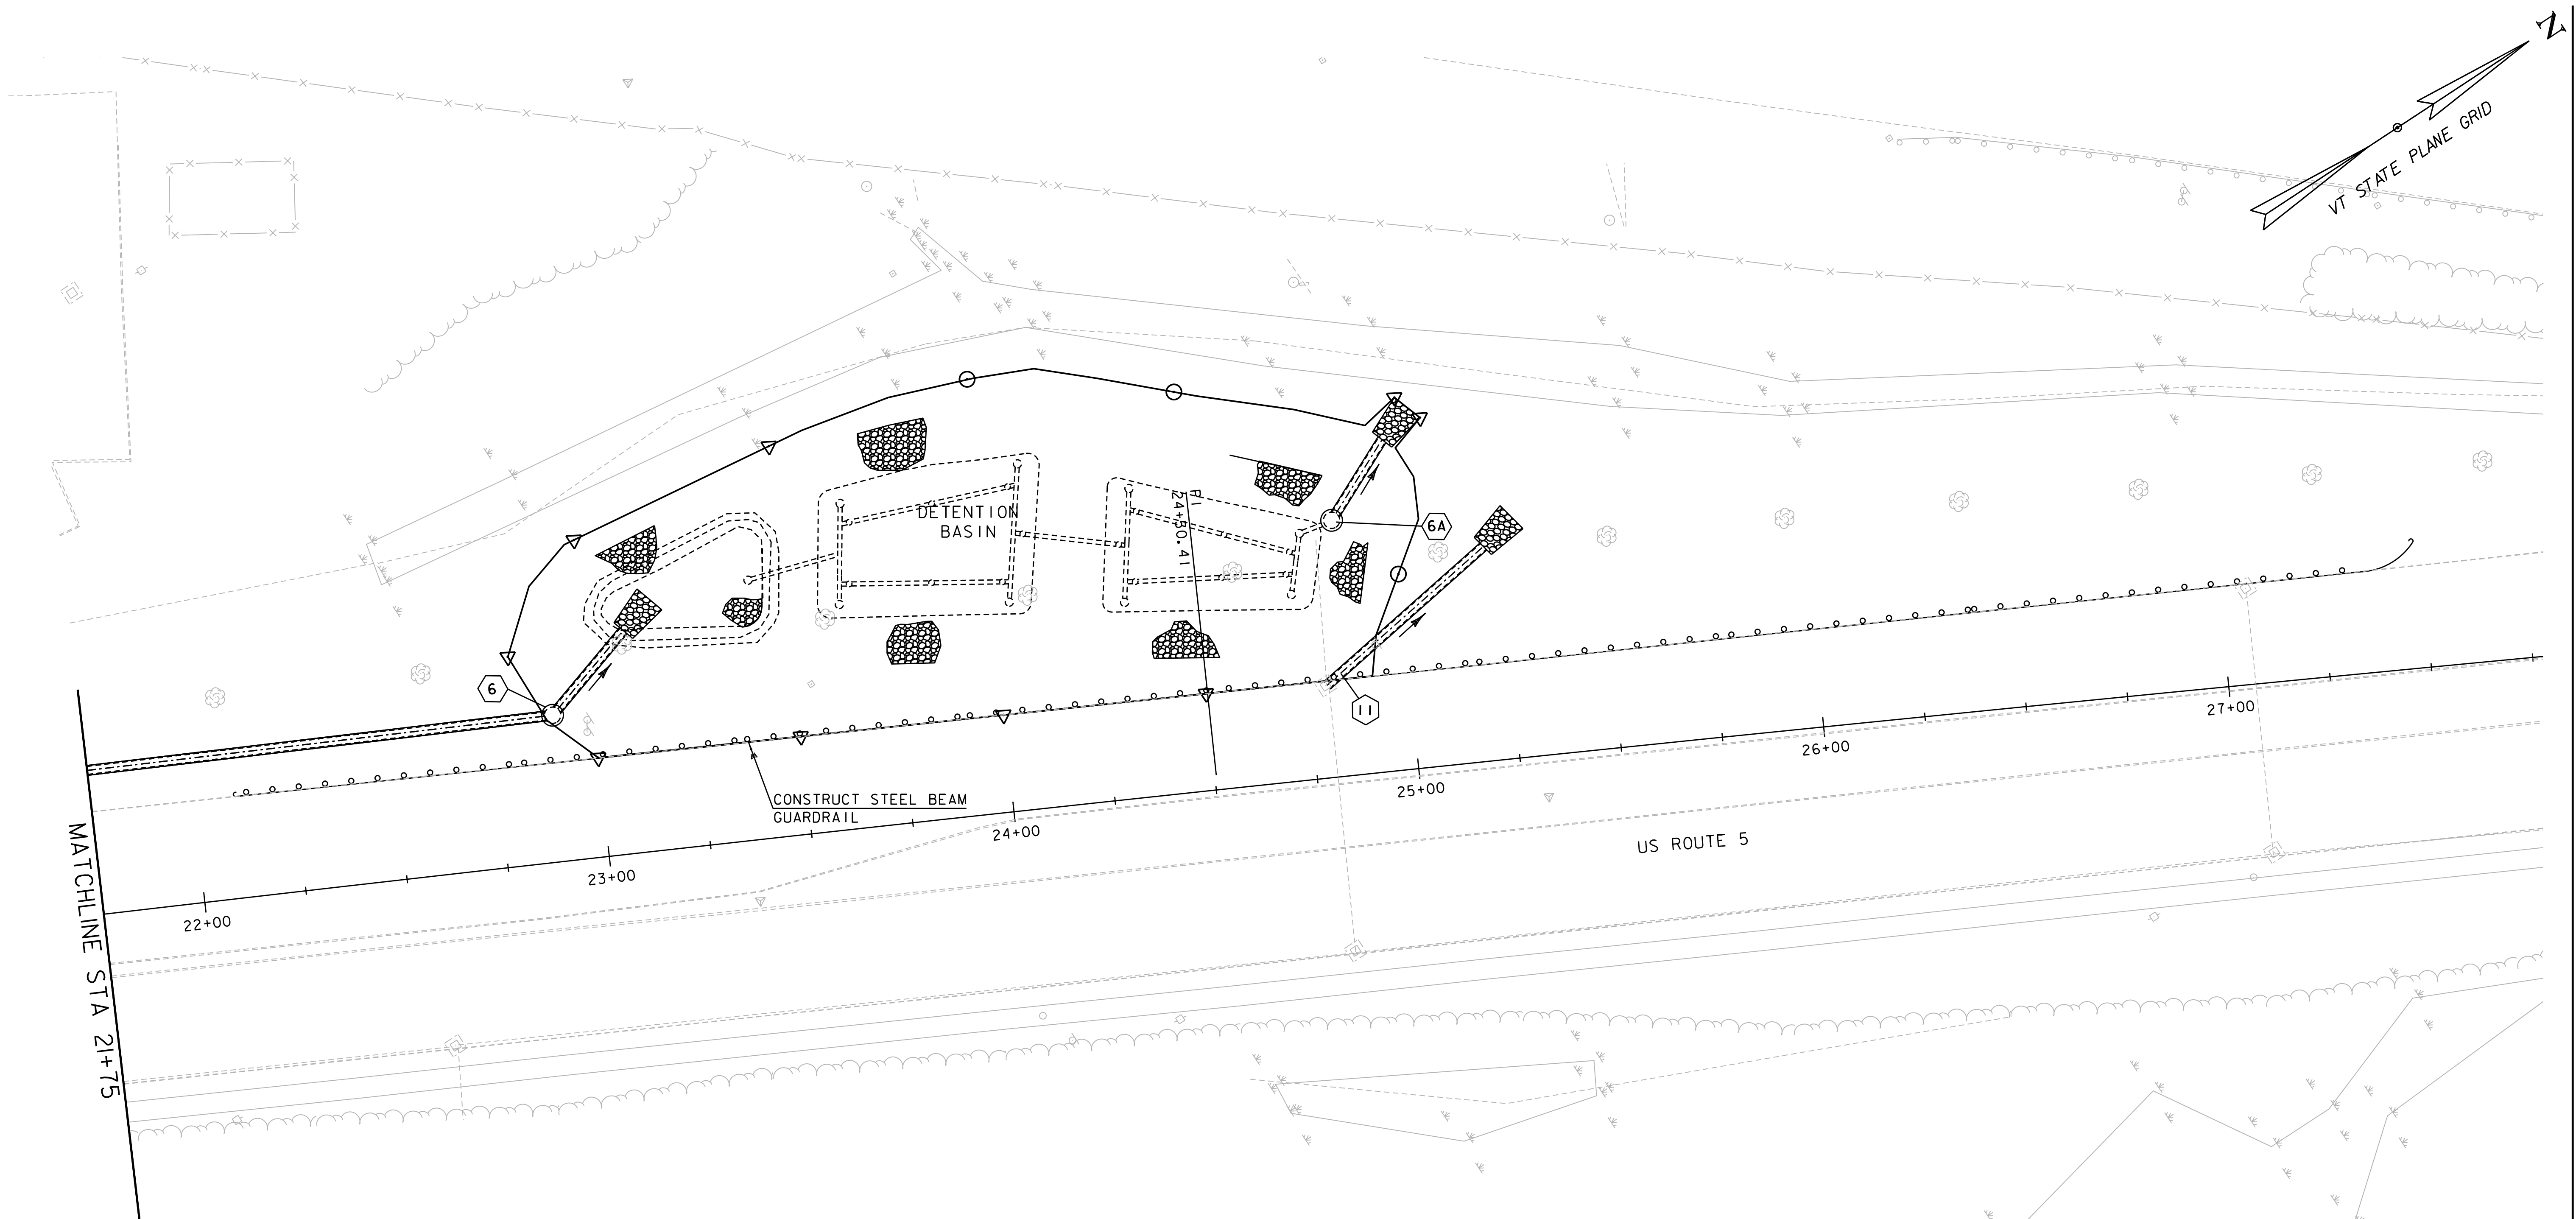 N
VT STATE PLANE GRID
DETENTION
BASIN
PI
24+50.41
6A
6
11
CONSTRUCT STEEL BEAM
GUARDRAIL
22+00
23+00
24+00
25+00
26+00
27+00
US ROUTE 5
MATCHLINE STA 21+75